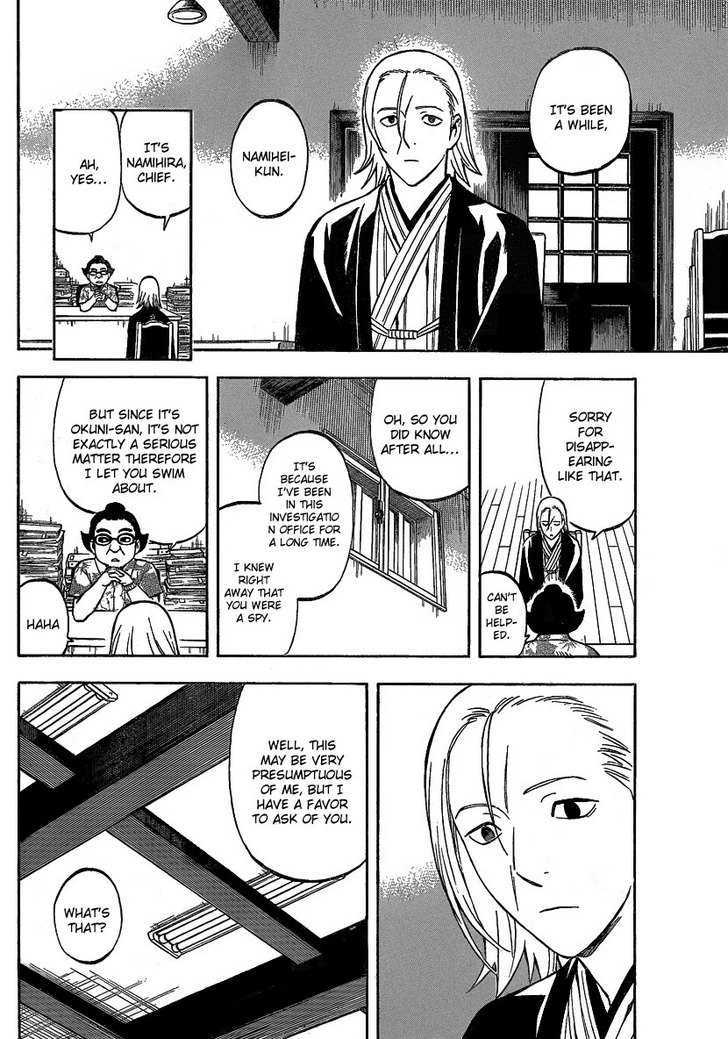 IT'S BEEN
A WHILE,
NAMIHEI-
KUN.
IT'S
NAMIHIRA,
CHIEF.
AH,
YES...
SORRY
FOR
DISAPP-
EARING
LIKE THAT.
CAN'T
BE
HELP-
ED.
OH, SO YOU
DID KNOW
AFTER ALL...
IT'S
BECAUSE
I'VE BEEN
IN THIS
INVESTIGATIO
N OFFICE FOR
A LONG TIME.
I KNEW
RIGHT
AWAY THAT
YOU WERE
A SPY.
BUT SINCE IT'S
OKUNI-SAN, IT'S NOT
EXACTLY A SERIOUS
MATTER THEREFORE
I LET YOU SWIM
ABOUT.
HAHA
WELL, THIS
MAY BE VERY
PRESUMPTUOUS
OF ME, BUT I
HAVE A FAVOR
TO ASK OF YOU.
WHAT'S
THAT?